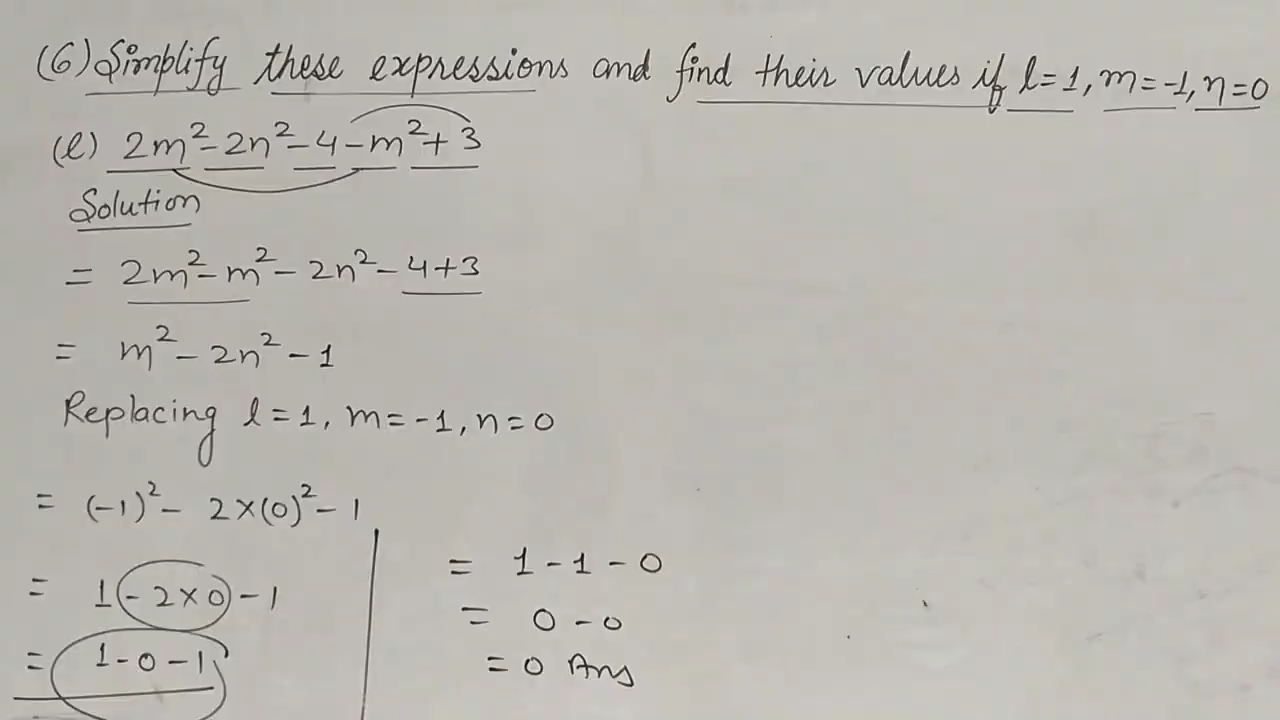 (6) Simplify these expressions and find their values if l=1, m=-1, n=0
(l) 2m²-2n²-4-m²+3
Solution
= 2m²-m²-2n²-4+3
= m²-2n²-1
Replacing l=1, m=-1, n=0
= (-1)²- 2×(0)²-1
= 1-2×0-1
= 1-0-1
= 1-1-0
= 0-0
= 0 Ans